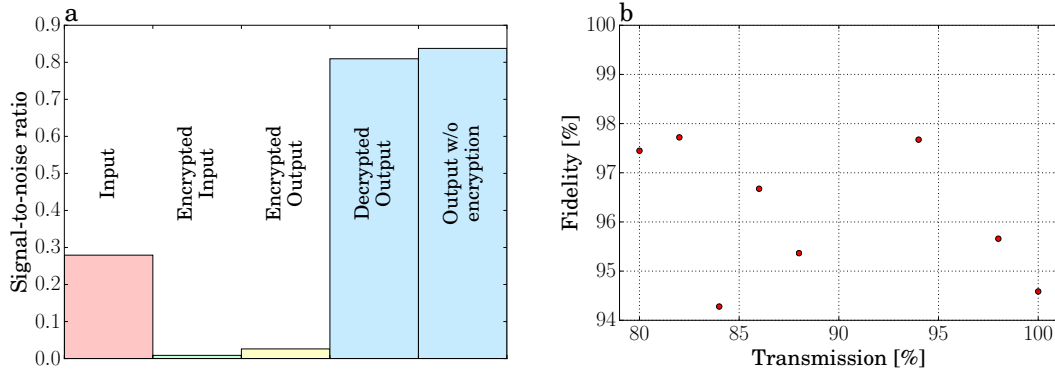 a
0.9
0.8
0.7
0.6
0.5
0.4
0.3
0.2
0.1
0.0
Signal-to-noise ratio
Input
Encrypted
Input
Encrypted
Output
Decrypted
Output
Output w/o
encryption
b
100
99
98
97
96
95
94
Fidelity [%]
80
85
90
95
100
Transmission [%]